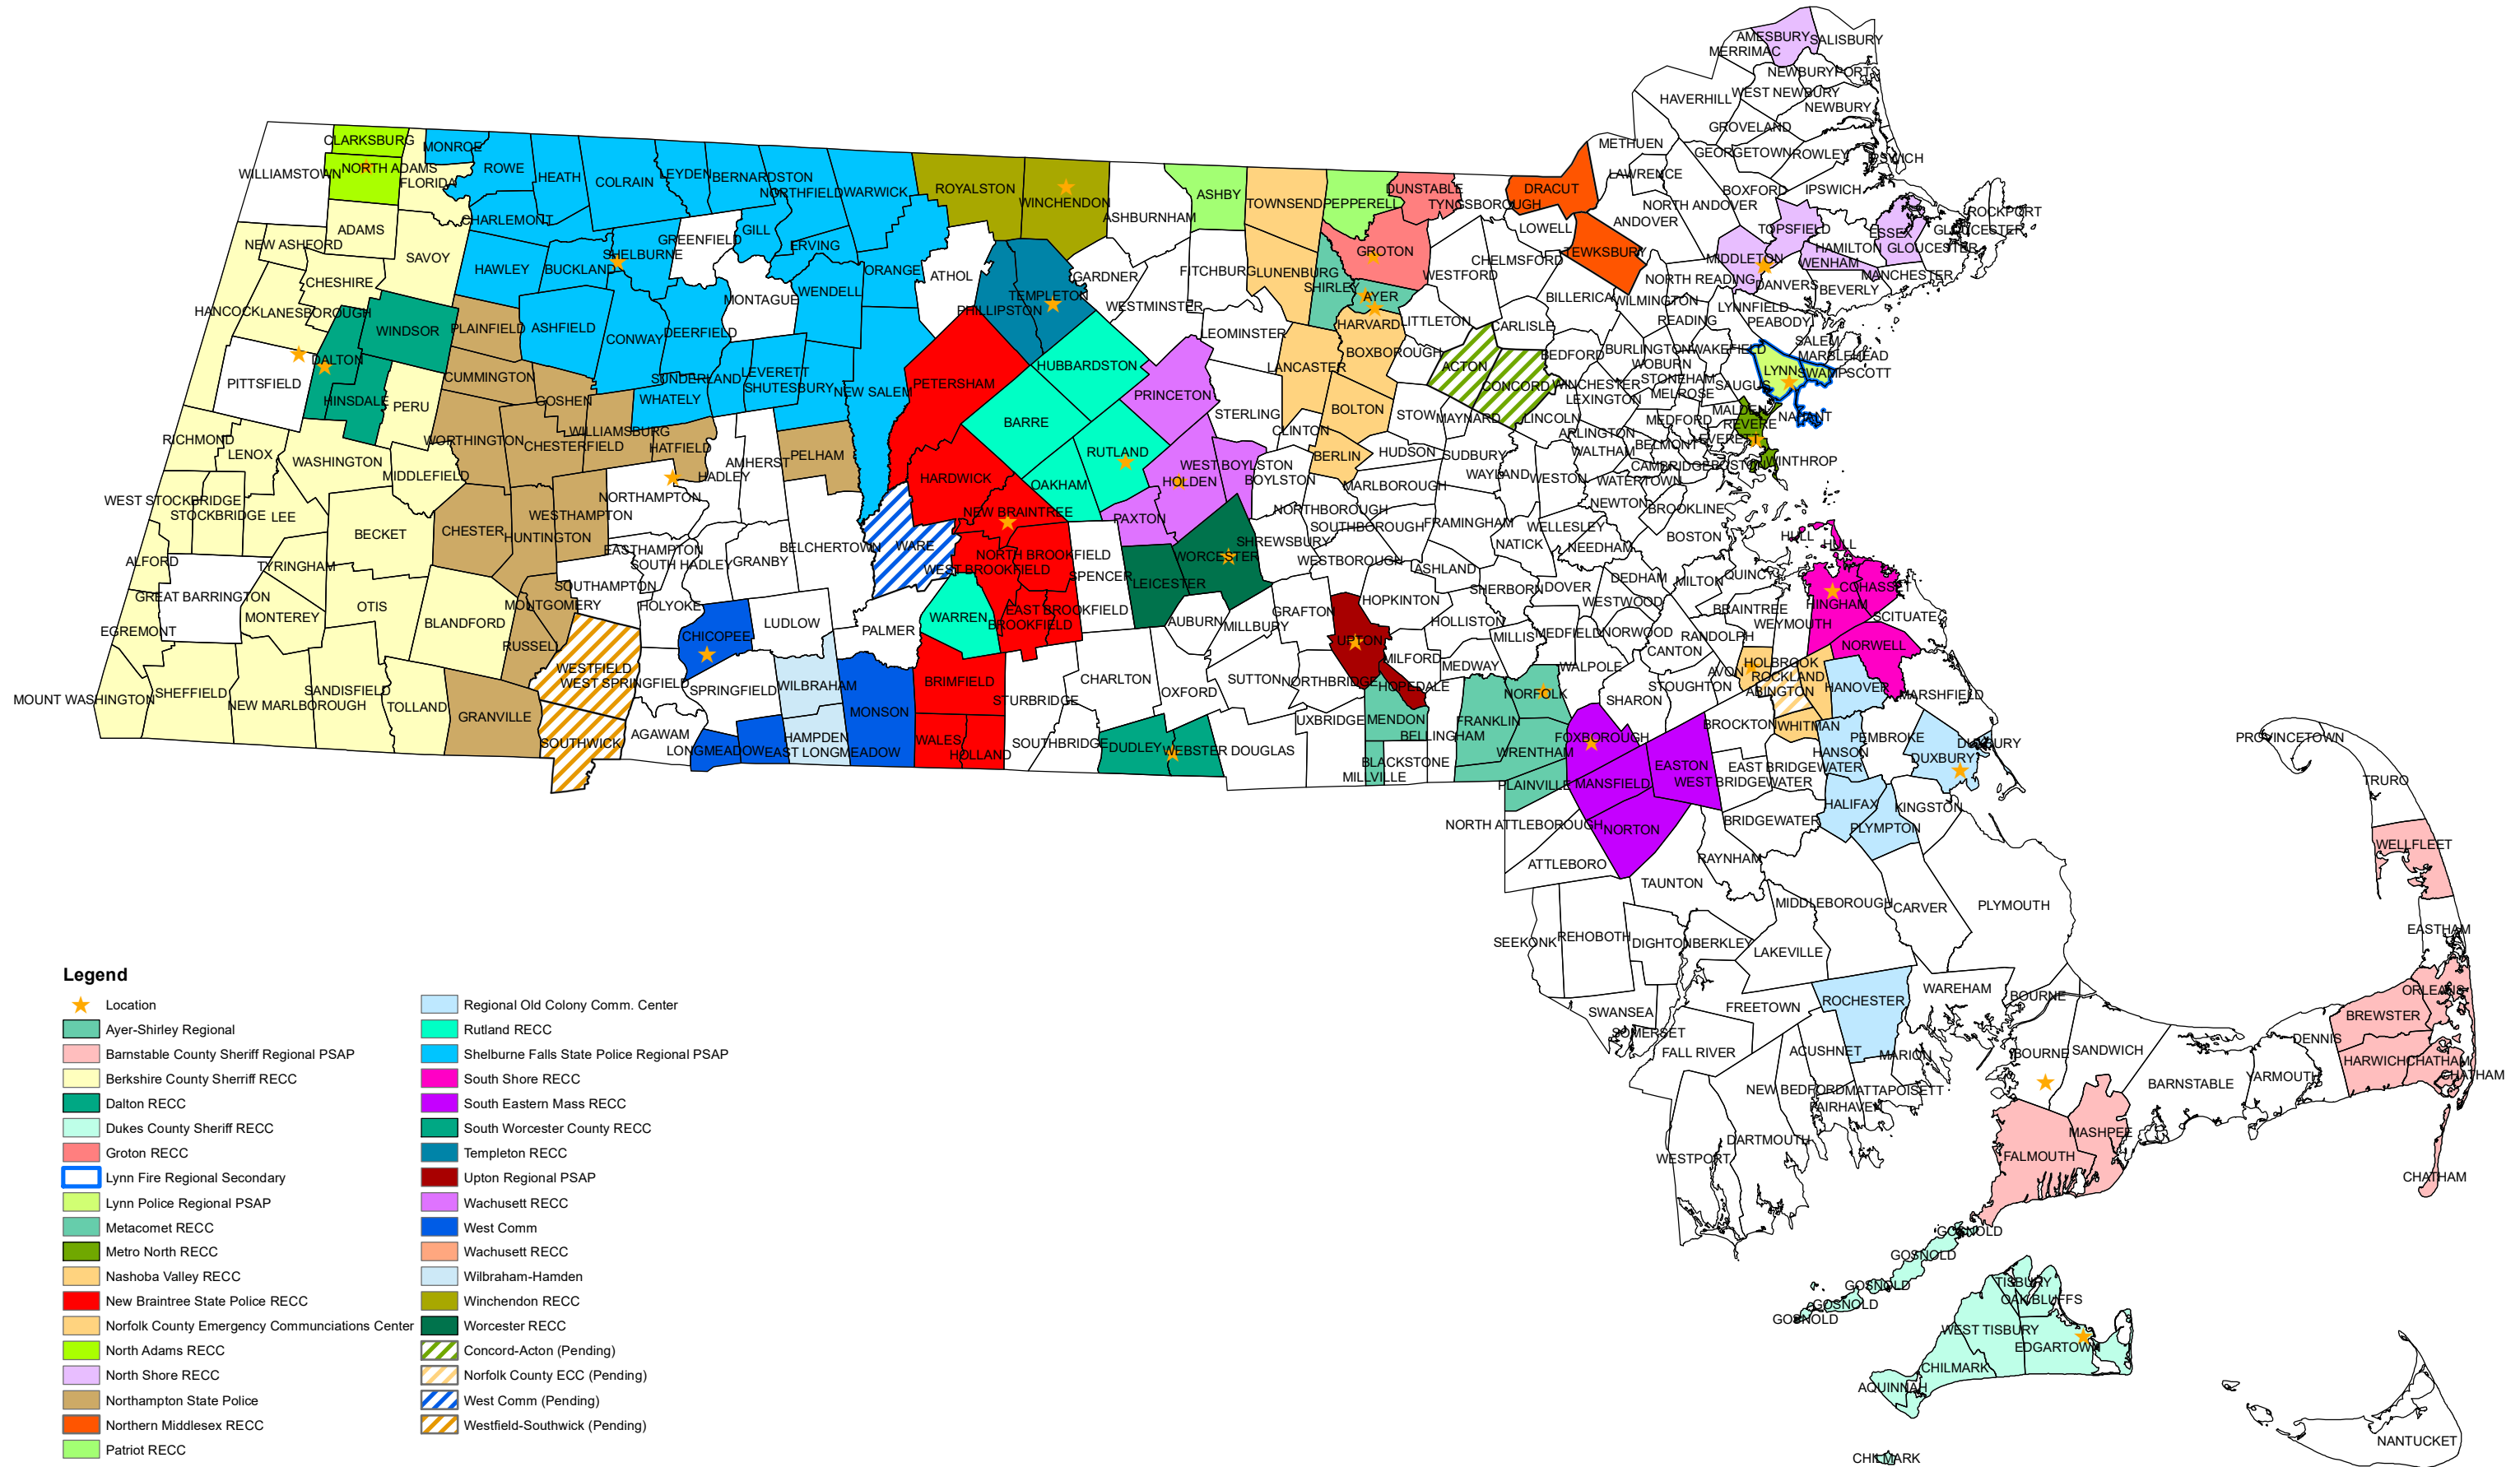 AMESBURY
SALISBURY
MERRIMAC
NEWBURYPORT
WEST NEWBURY
HAVERHILL
NEWBURY
GROVELAND
METHUEN
GEORGETOWN
ROWLEY
IPSWICH
LAWRENCE
BOXFORD
IPSWICH
NORTH ANDOVER
ANDOVER
ROCKPORT
TOPSFIELD
ESSEX
GLOUCESTER
HAMILTON
GLOUCESTER
MIDDLETON
WENHAM
MANCHESTER
NORTH READING
DANVERS
BEVERLY
CLARKSBURG
MONROE
WILLIAMSTOWN
NORTH ADAMS
FLORIDA
ROWE
HEATH
COLRAIN
LEYDEN
BERNARDSTON
NORTHFIELD
WARWICK
ROYALSTON
WINCHENDON
ASHBURNHAM
ASHBY
TOWNSEND
PEPPERELL
DUNSTABLE
TYNGSBOROUGH
DRACUT
LOWELL
TEWKSBURY
CHARLEMONT
NEW ASHFORD
ADAMS
SAVOY
HAWLEY
BUCKLAND
SHELBURNE
GREENFIELD
GILL
ERVING
ORANGE
ATHOL
GARDNER
FITCHBURG
LUNENBURG
SHIRLEY
GROTON
WESTFORD
CHELMSFORD
CHESHIRE
HANCOCK
LANESBOROUGH
WINDSOR
PLAINFIELD
ASHFIELD
CONWAY
DEERFIELD
MONTAGUE
WENDELL
PHILLIPSTON
TEMPLETON
WESTMINSTER
LEOMINSTER
AYER
HARVARD
LITTLETON
BOXBOROUGH
CARLISLE
BILLERICA
WILMINGTON
LYNNFIELD
READING
PEABODY
SALEM
MARBLEHEAD
BEDFORD
BURLINGTON
WAKEFIELD
WOBURN
STONEHAM
SAUGUS
LYNN
SWAMPSCOTT
NAHANT
PITTSFIELD
DALTON
HINSDALE
PERU
CUMMINGTON
GOSHEN
SUNDERLAND
LEVERETT
SHUTESBURY
WHATELY
NEW SALEM
PETERSHAM
HUBBARDSTON
BARRE
PRINCETON
STERLING
LANCASTER
BOLTON
STOW
ACTON
CONCORD
MAYNARD
LINCOLN
WINCHESTER
LEXINGTON
MELROSE
MALDEN
MEDFORD
REVERE
EVERETT
ARLINGTON
BELMONT
WALTHAM
CAMBRIDGE
BOSTON
WINTHROP
RICHMOND
LENOX
WASHINGTON
MIDDLEFIELD
WORTHINGTON
CHESTERFIELD
WILLIAMSBURG
HATFIELD
HADLEY
AMHERST
PELHAM
HARDWICK
RUTLAND
OAKHAM
HOLDEN
WEST BOYLSTON
BOYLSTON
CLINTON
BERLIN
HUDSON
SUDBURY
MARLBOROUGH
WAYLAND
WESTON
WATERTOWN
NEWTON
BROOKLINE
WEST STOCKBRIDGE
STOCKBRIDGE
LEE
BECKET
CHESTER
HUNTINGTON
WESTHAMPTON
NORTHAMPTON
EASTHAMPTON
SOUTH HADLEY
GRANBY
BELCHERTOWN
WARE
NEW BRAINTREE
NORTH BROOKFIELD
WEST BROOKFIELD
SPENCER
PAXTON
WORCESTER
LEICESTER
SHREWSBURY
NORTHBOROUGH
SOUTHBOROUGH
WESTBOROUGH
FRAMINGHAM
NATICK
WELLESLEY
NEEDHAM
BOSTON
ASHLAND
HULL
HULL
ALFORD
TYRINGHAM
GREAT BARRINGTON
MONTEREY
OTIS
BLANDFORD
MONTGOMERY
RUSSELL
SOUTHAMPTON
HOLYOKE
CHICOPEE
LUDLOW
PALMER
WARREN
EAST BROOKFIELD
BROOKFIELD
AUBURN
MILLBURY
GRAFTON
UPTON
HOPKINTON
HOLLISTON
SHERBORN
DOVER
DEDHAM
MILTON
QUINCY
WESTWOOD
BRAINTREE
WEYMOUTH
COHASSET
HINGHAM
SCITUATE
NORWELL
MILLIS
MEDFIELD
NORWOOD
RANDOLPH
CANTON
MILFORD
MEDWAY
WALPOLE
AVON
HOLBROOK
ROCKLAND
ABINGTON
HANOVER
MARSHFIELD
EGREMONT
MOUNT WASHINGTON
SHEFFIELD
NEW MARLBOROUGH
SANDISFIELD
TOLLAND
GRANVILLE
WESTFIELD
WEST SPRINGFIELD
SPRINGFIELD
WILBRAHAM
MONSON
BRIMFIELD
STURBRIDGE
CHARLTON
OXFORD
SUTTON
NORTHBRIDGE
HOPEDALE
NORFOLK
SHARON
STOUGHTON
SOUTHWICK
AGAWAM
LONGMEADOW
EAST LONGMEADOW
HAMPDEN
WALES
HOLLAND
SOUTHBRIDGE
DUDLEY
WEBSTER
DOUGLAS
UXBRIDGE
MENDON
BELLINGHAM
FRANKLIN
WRENTHAM
FOXBOROUGH
BROCKTON
WHITMAN
PEMBROKE
HANSON
DUXBURY
DUXBURY
MILLVILLE
BLACKSTONE
PLAINVILLE
MANSFIELD
EASTON
WEST BRIDGEWATER
EAST BRIDGEWATER
HALIFAX
KINGSTON
PLYMPTON
BRIDGEWATER
NORTH ATTLEBOROUGH
NORTON
ATTLEBORO
RAYNHAM
TAUNTON
MIDDLEBOROUGH
CARVER
PLYMOUTH
PROVINCETOWN
TRURO
WELLFLEET
EASTHAM
SEEKONK
REHOBOTH
DIGHTON
BERKLEY
LAKEVILLE
ROCHESTER
WAREHAM
BOURNE
ORLEANS
BREWSTER
SWANSEA
SOMERSET
FREETOWN
FALL RIVER
ACUSHNET
MARION
BOURNE
SANDWICH
DENNIS
HARWICH
CHATHAM
CHATHAM
BARNSTABLE
YARMOUTH
NEW BEDFORD
MATTAPOISETT
FAIRHAVEN
DARTMOUTH
WESTPORT
MASHPEE
FALMOUTH
CHATHAM
GOSNOLD
GOSNOLD
GOSNOLD
GOSNOLD
GOSNOLD
TISBURY
OAK BLUFFS
WEST TISBURY
EDGARTOWN
CHILMARK
AQUINNAH
CHILMARK
NANTUCKET
Legend
Location
Ayer-Shirley Regional
Barnstable County Sheriff Regional PSAP
Berkshire County Sherriff RECC
Dalton RECC
Dukes County Sheriff RECC
Groton RECC
Lynn Fire Regional Secondary
Lynn Police Regional PSAP
Metacomet RECC
Metro North RECC
Nashoba Valley RECC
New Braintree State Police RECC
Norfolk County Emergency Communciations Center
North Adams RECC
North Shore RECC
Northampton State Police
Northern Middlesex RECC
Patriot RECC
Regional Old Colony Comm. Center
Rutland RECC
Shelburne Falls State Police Regional PSAP
South Shore RECC
South Eastern Mass RECC
South Worcester County RECC
Templeton RECC
Upton Regional PSAP
Wachusett RECC
West Comm
Wachusett RECC
Wilbraham-Hamden
Winchendon RECC
Worcester RECC
Concord-Acton (Pending)
Norfolk County ECC (Pending)
West Comm (Pending)
Westfield-Southwick (Pending)